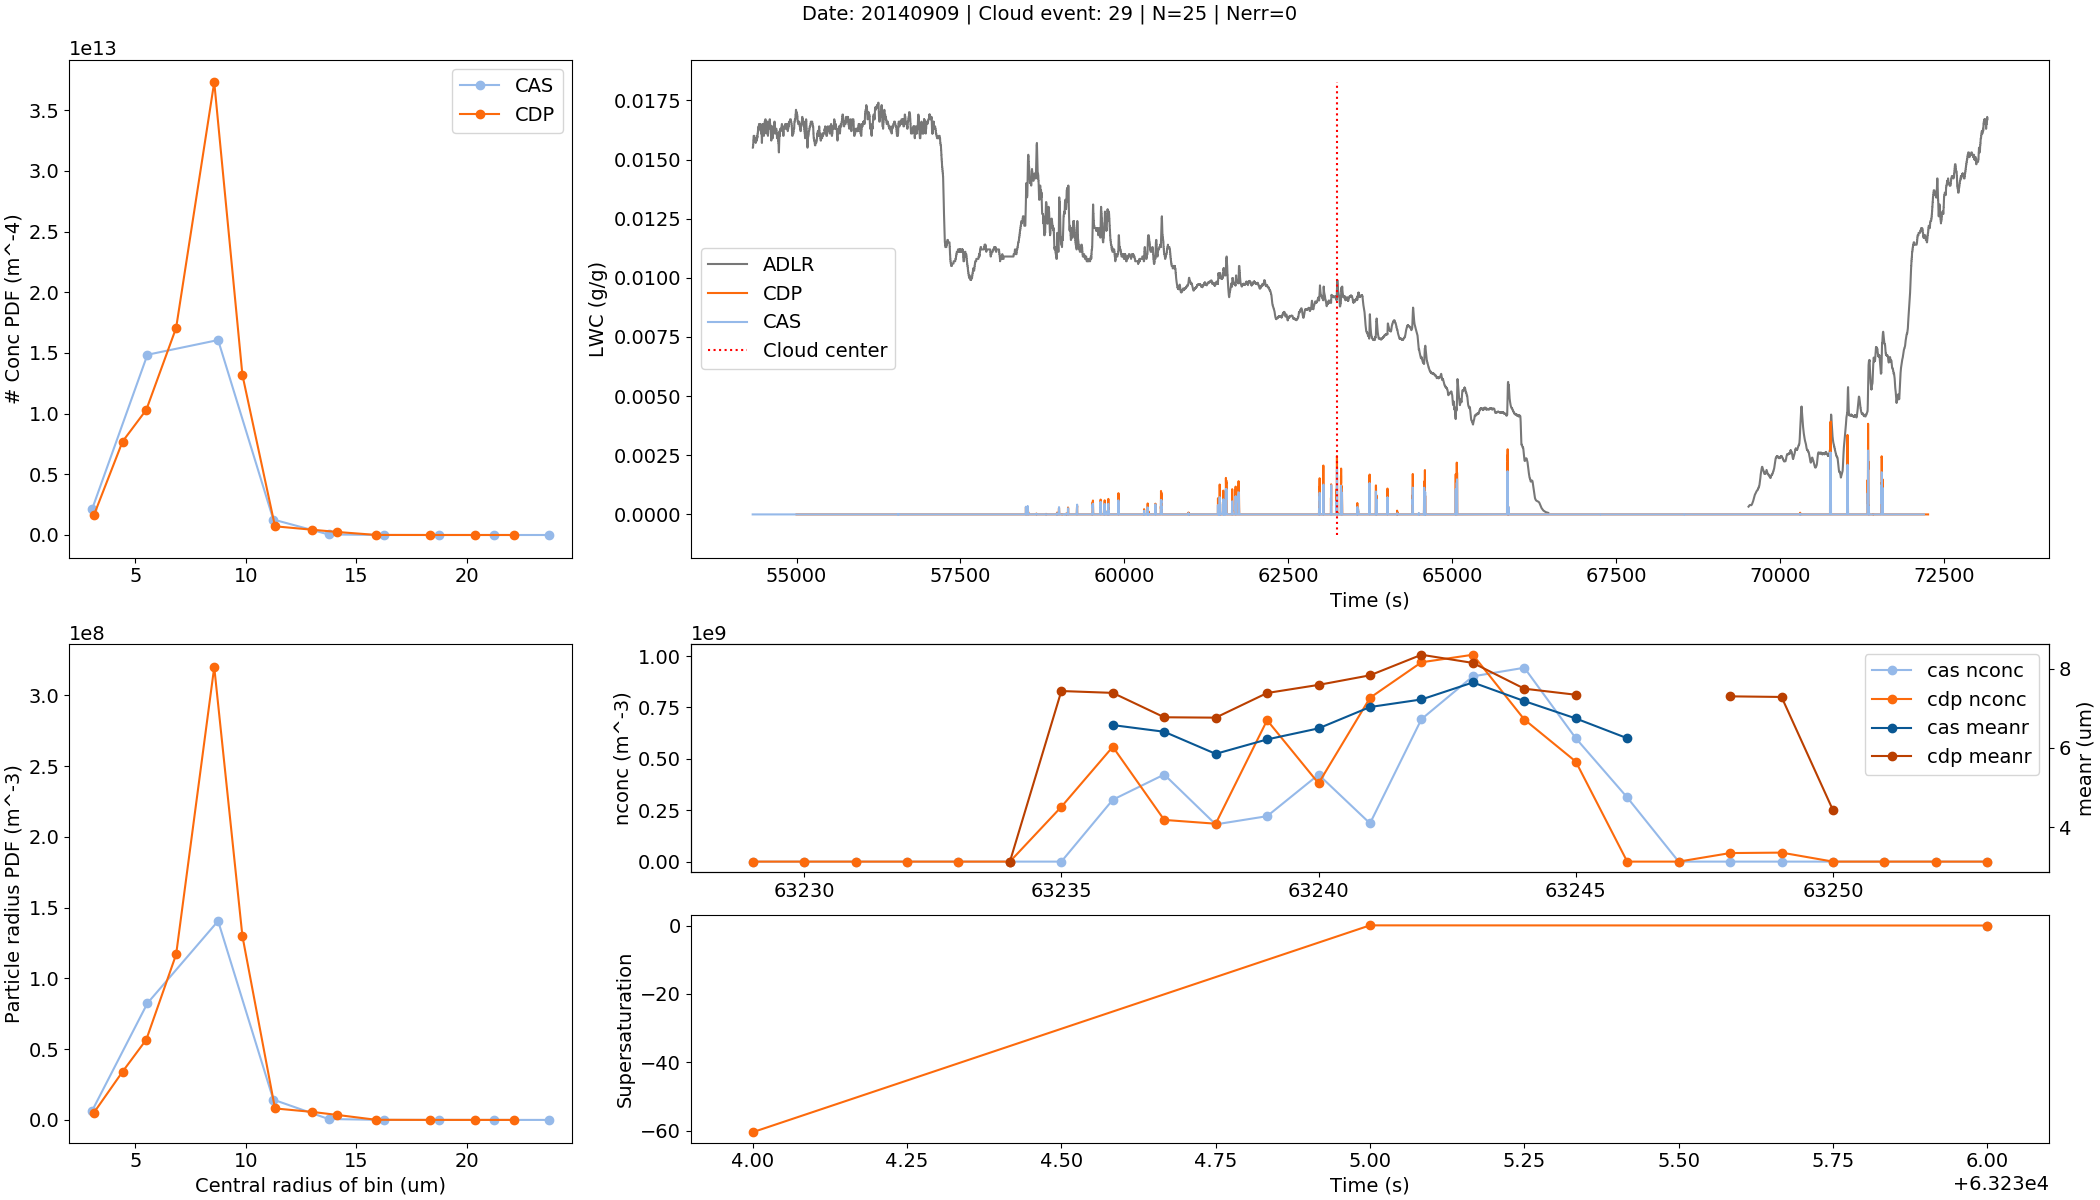 Date: 20140909 | Cloud event: 29 | N=25 | Nerr=0
1e13
# Conc PDF (m^-4)
3.5
3.0
2.5
2.0
1.5
1.0
0.5
0.0
5 10 15 20
CAS
CDP
LWC (g/g)
0.0175
0.0150
0.0125
0.0100
0.0075
0.0050
0.0025
0.0000
ADLR
CDP
CAS
Cloud center
55000 57500 60000 62500 65000 67500 70000 72500
Time (s)
1e8
Particle radius PDF (m^-3)
3.0
2.5
2.0
1.5
1.0
0.5
0.0
5 10 15 20
Central radius of bin (um)
1e9
nconc (m^-3)
1.00
0.75
0.50
0.25
0.00
63230 63235 63240 63245 63250
cas nconc
cdp nconc
cas meanr
cdp meanr
8
6
4
meanr (um)
Supersaturation
0
−20
−40
−60
4.00 4.25 4.50 4.75 5.00 5.25 5.50 5.75 6.00
Time (s)
+6.323e4